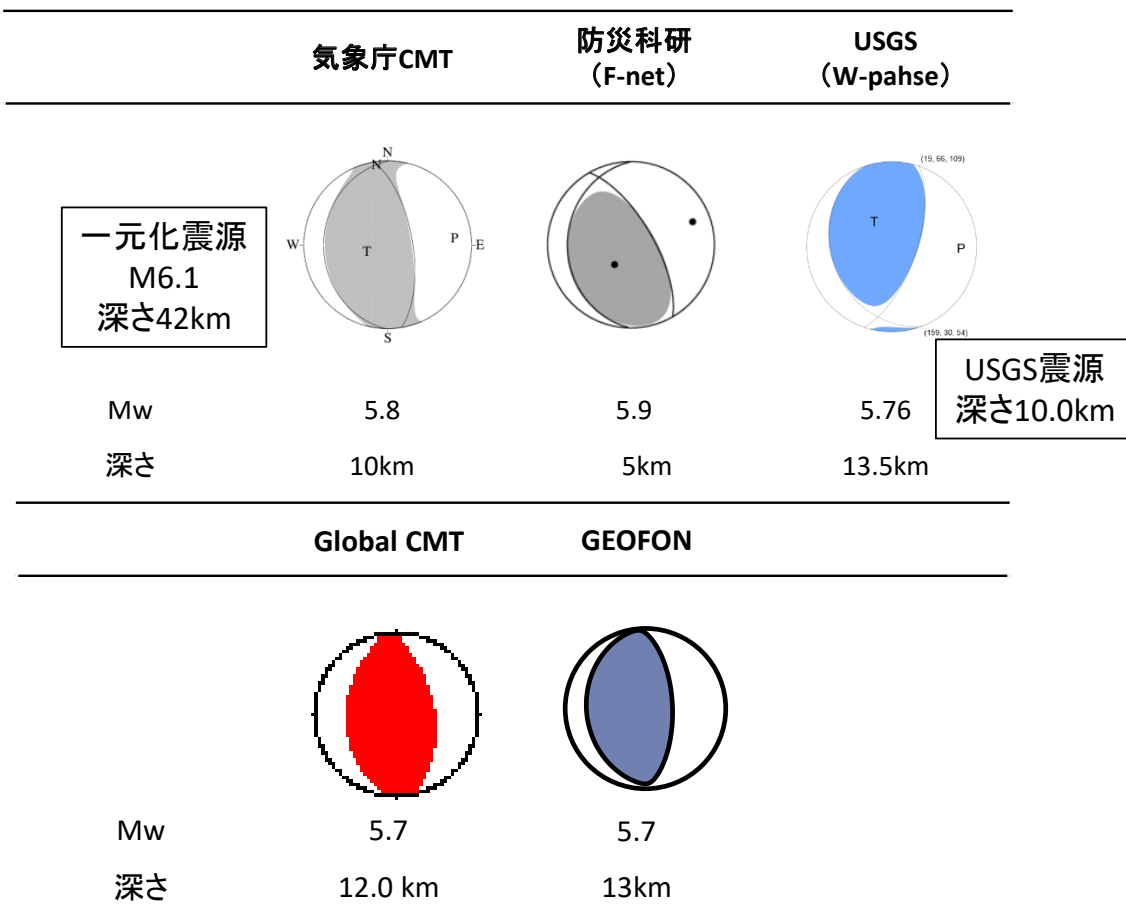 気象庁CMT
防災科研
（F-net）
USGS
（W-pahse）
一元化震源
M6.1
深さ42km
N
N
W
T
P
E
S
(19, 66, 109)
T
P
(159, 30, 54)
USGS震源
深さ10.0km
Mw 5.8 5.9 5.76
深さ 10km 5km 13.5km
Global CMT GEOFON
Mw 5.7 5.7
深さ 12.0 km 13km